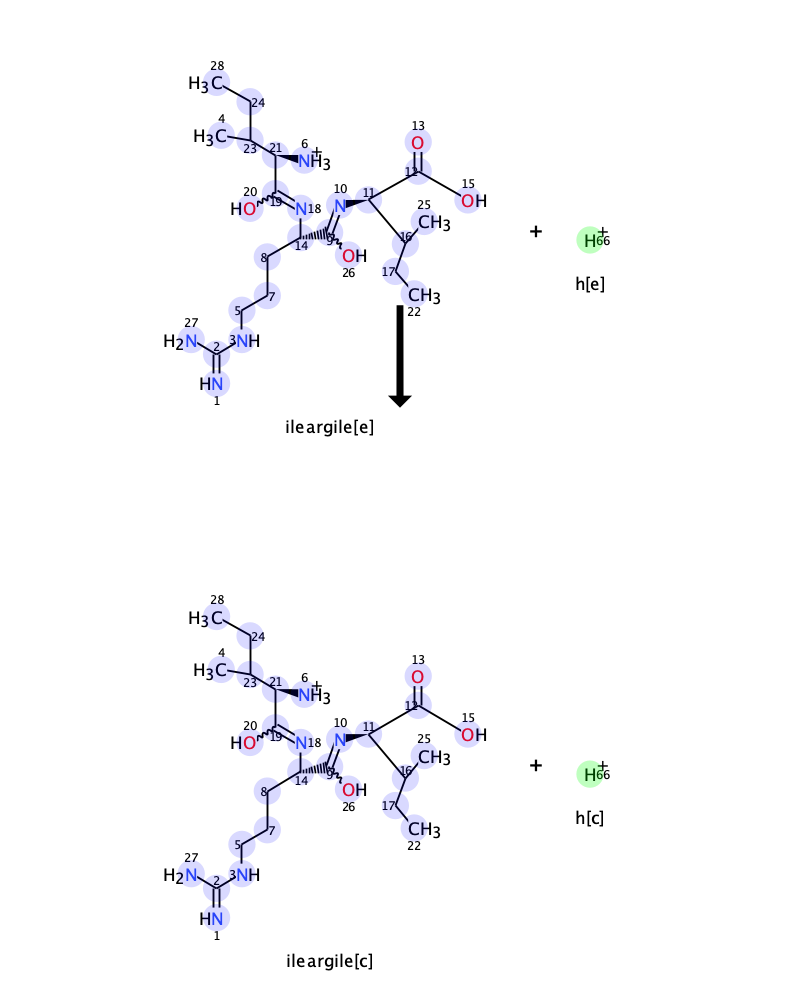 28
H3C
24
4
H3C
23
21
6
NH3
+
13
O
12
15
OH
20
HO
19
N18
10
N
11
25
CH3
16
14
9
OH
26
8
17
CH3
22
7
5
27
H2N
2
3NH
HN
1
+
H+66
h[e]
ileargile[e]
28
H3C
24
4
H3C
23
21
6
NH3
+
13
O
12
15
OH
20
HO
19
N18
10
N
11
25
CH3
16
14
9
OH
26
8
17
CH3
22
7
5
27
H2N
2
3NH
HN
1
+
H+66
h[c]
ileargile[c]